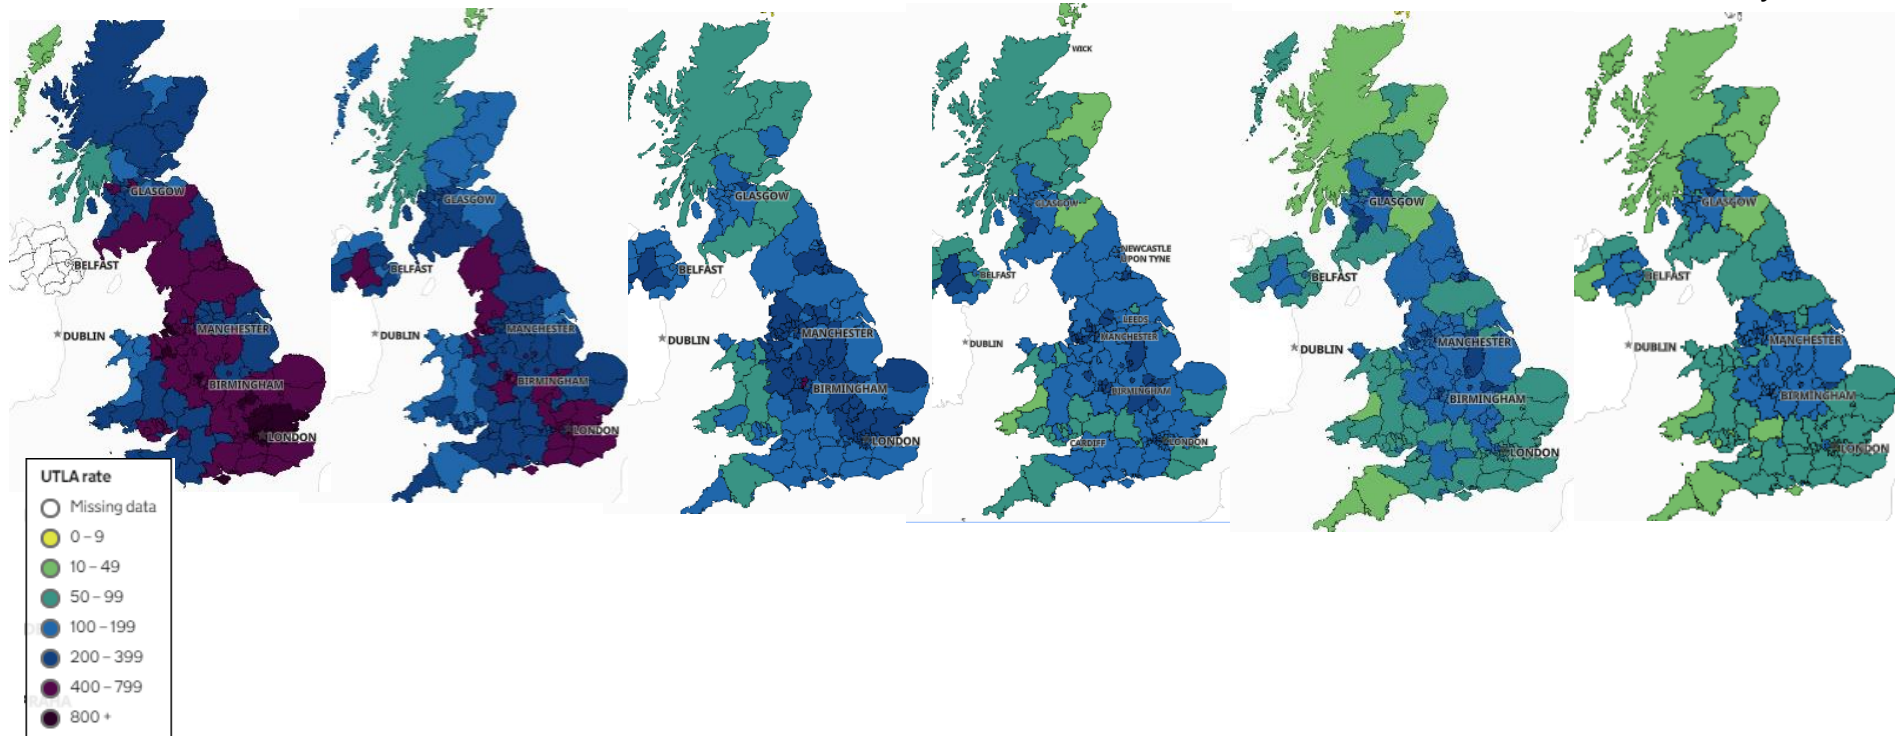 GLASGOW
BELFAST
DUBLIN
MANCHESTER
BIRMINGHAM
LONDON
GLASGOW
BELFAST
DUBLIN
MANCHESTER
BIRMINGHAM
LONDON
GLASGOW
BELFAST
DUBLIN
MANCHESTER
BIRMINGHAM
LONDON
WICK
GLASGOW
NEWCASTLE
UPON TYNE
BELFAST
LEEDS
DUBLIN
MANCHESTER
BIRMINGHAM
CARDIFF
LONDON
GLASGOW
BELFAST
DUBLIN
MANCHESTER
BIRMINGHAM
LONDON
GLASGOW
BELFAST
DUBLIN
MANCHESTER
BIRMINGHAM
LONDON
UTLA rate
Missing data
0 – 9
10 – 49
50 – 99
100 – 199
200 – 399
400 – 799
800 +